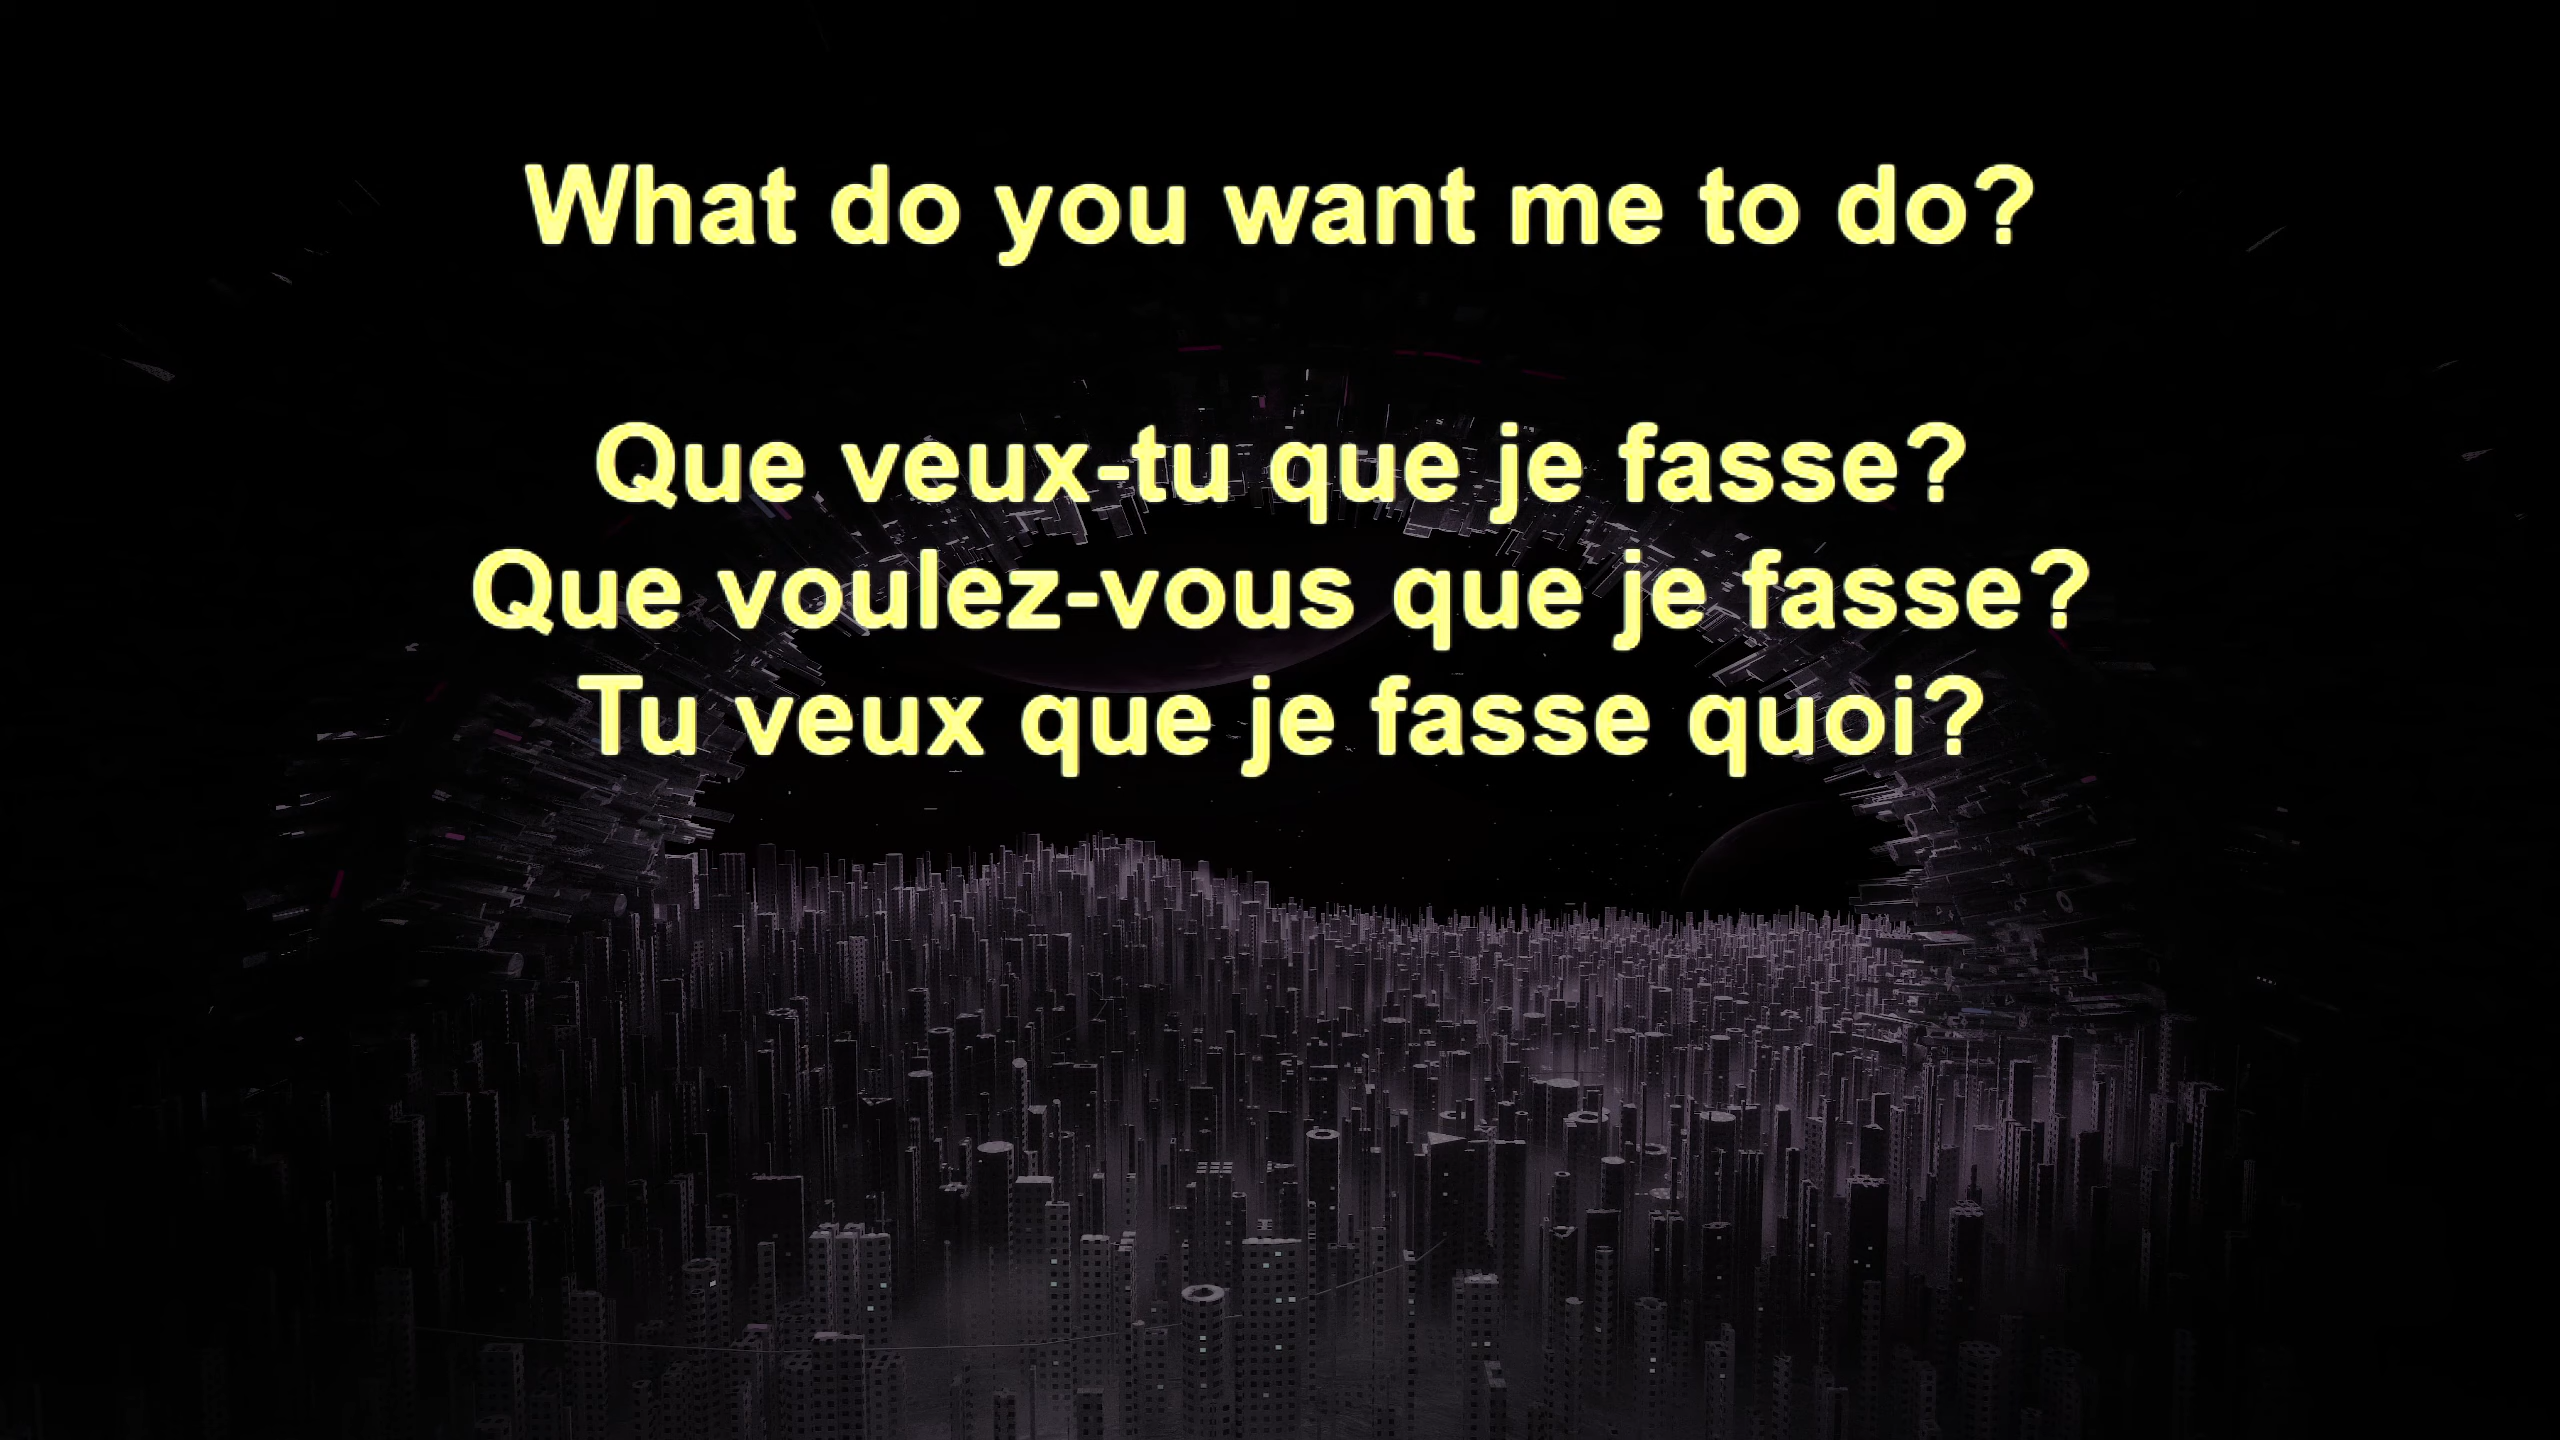 What do you want me to do?
Que veux-tu que je fasse?
Que voulez-vous que je fasse?
Tu veux que je fasse quoi?